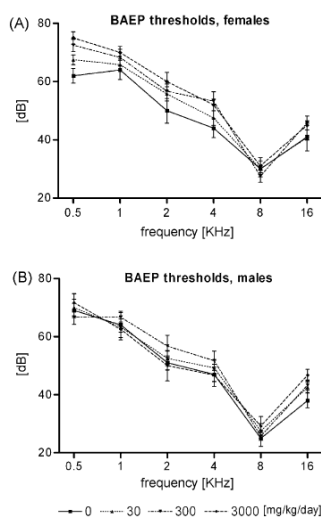 (A)
BAEP thresholds, females
80
60
40
20
[dB]
0.5 1 2 4 8 16
frequency [KHz]
(B)
BAEP thresholds, males
80
60
40
20
[dB]
0.5 1 2 4 8 16
frequency [KHz]
0 30 300 3000 [mg/kg/day]